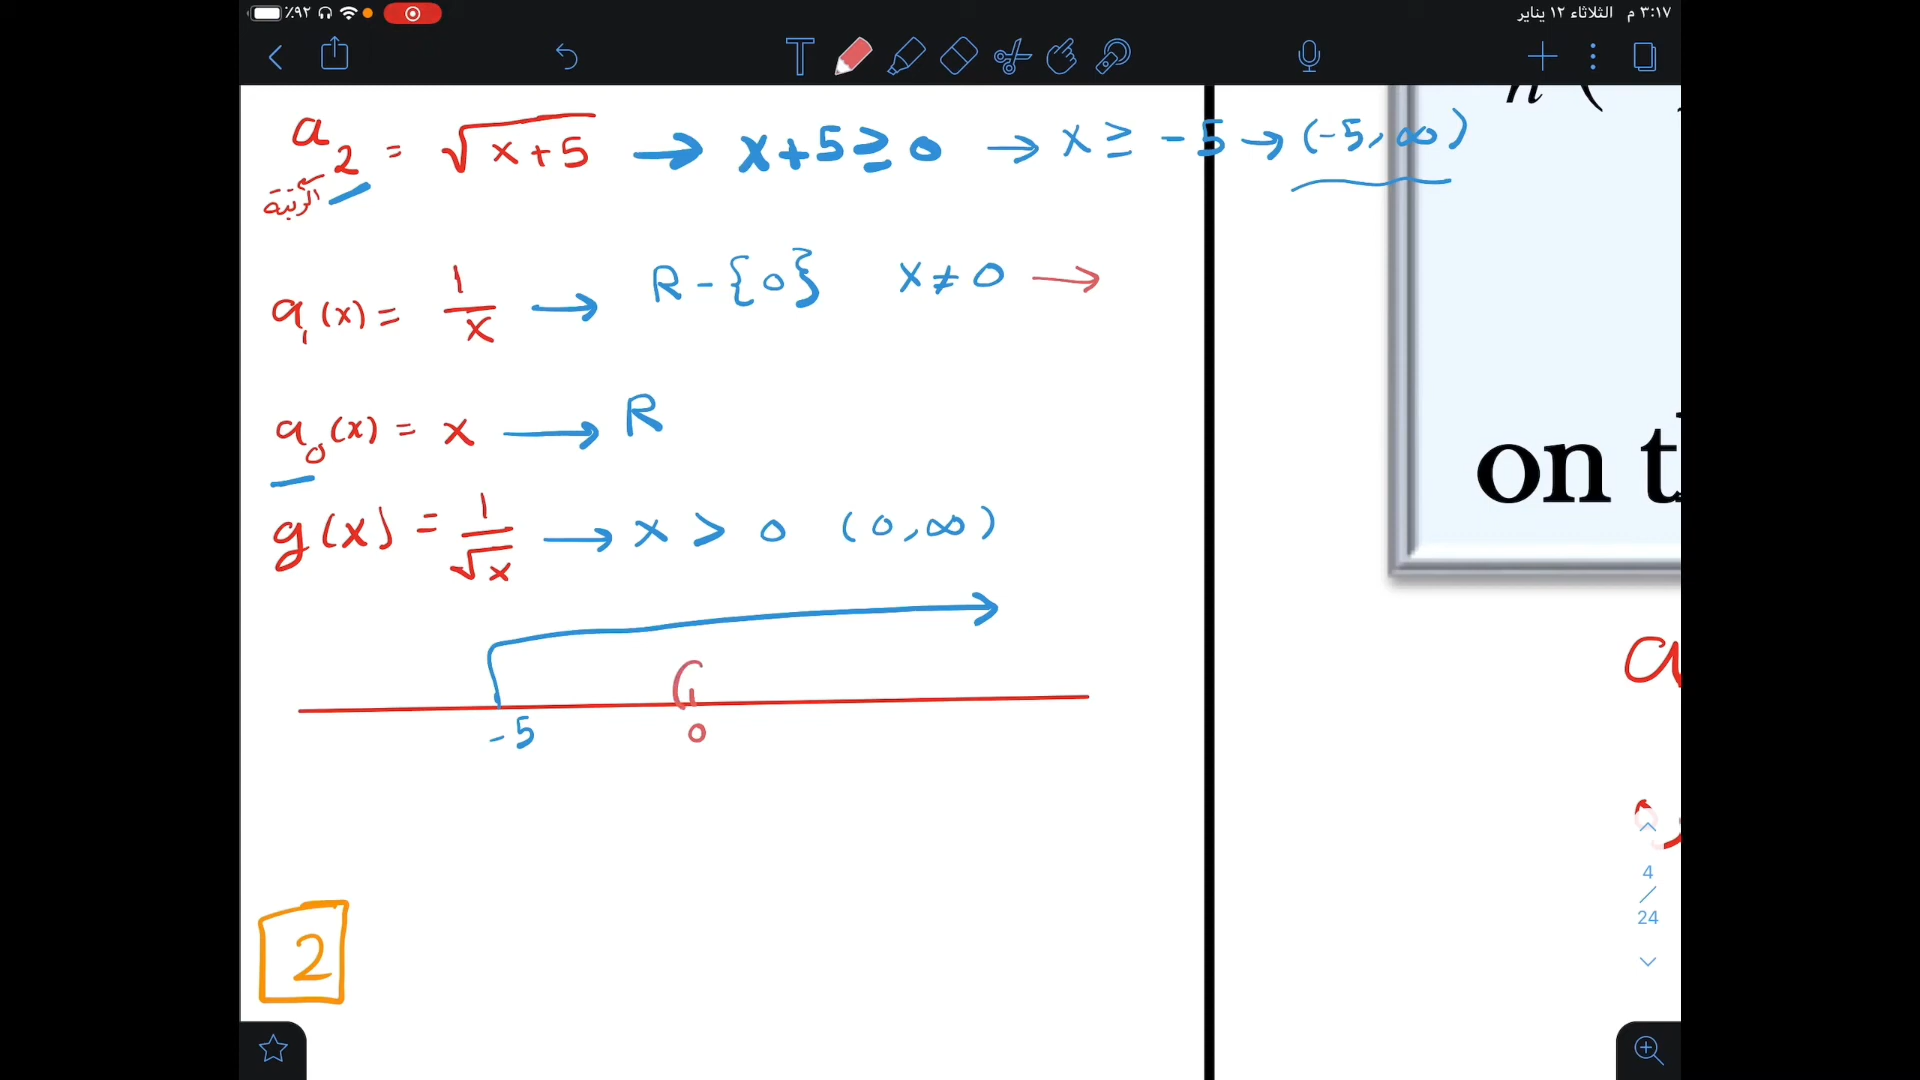 ٪٩٢
٣:١٧ م الثلاثاء ١٢ يناير
a₂ = √(x+5) → x+5 ≥ 0 → x ≥ -5 → (-5, ∞)
الرتبة
a₁(x) = 1/x → R - {0} x ≠ 0 →
a₀(x) = x → R
g(x) = 1/√x → x > 0 (0, ∞)
-5 0
2
n (
on t
a
4
/
24